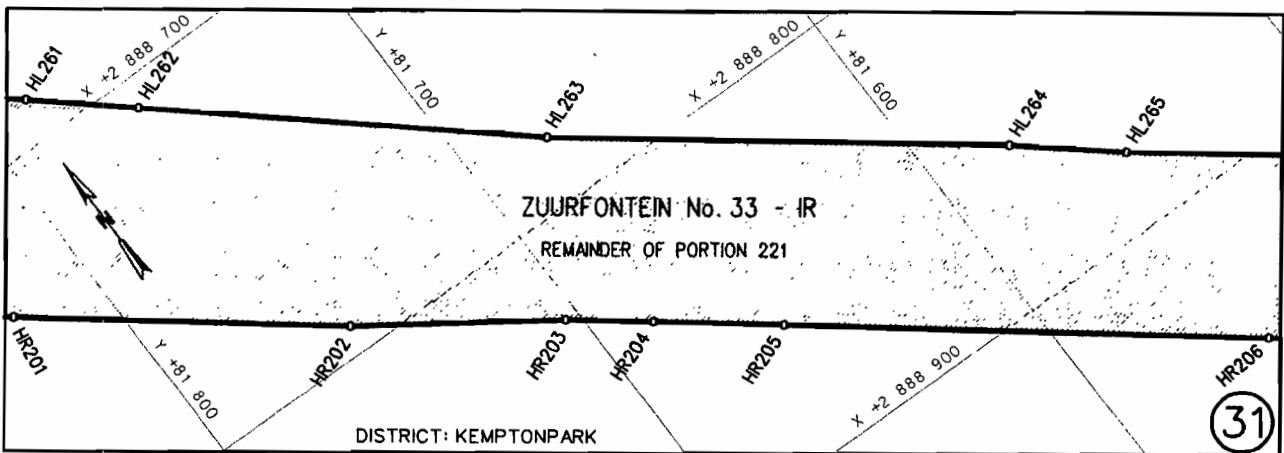 HL261
X +2 888 700
HL262
Y +81 700
HL263
X +2 888 800
Y +81 600
HL264
HL265
N
ZUURFONTEIN No. 33 - IR
REMAINDER OF PORTION 221
HR201
Y +81 800
HR202
HR203
HR204
HR205
X +2 888 900
HR206
DISTRICT: KEMPTONPARK
31